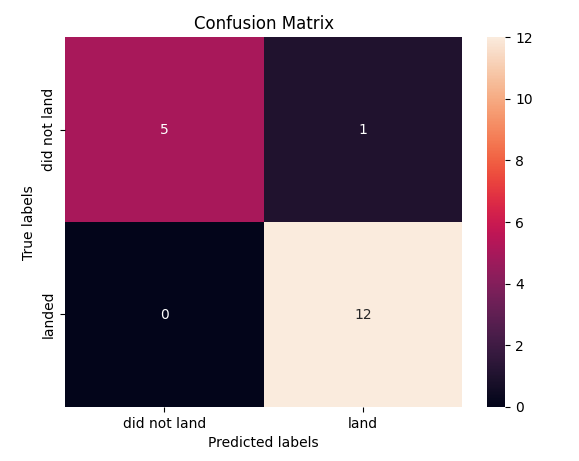 Confusion Matrix
True labels
did not land
landed
5
1
0
12
did not land
land
Predicted labels
12
10
8
6
4
2
0